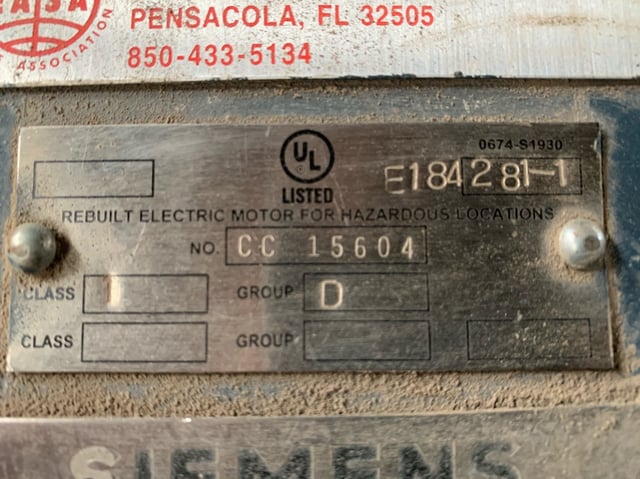 EASA
ASSOCIATION
PENSACOLA, FL 32505
850-433-5134
UL
LISTED
0674-S1930
E184281-1
REBUILT ELECTRIC MOTOR FOR HAZARDOUS LOCATIONS
NO. CC 15604
CLASS I GROUP D
CLASS GROUP
SIEMENS